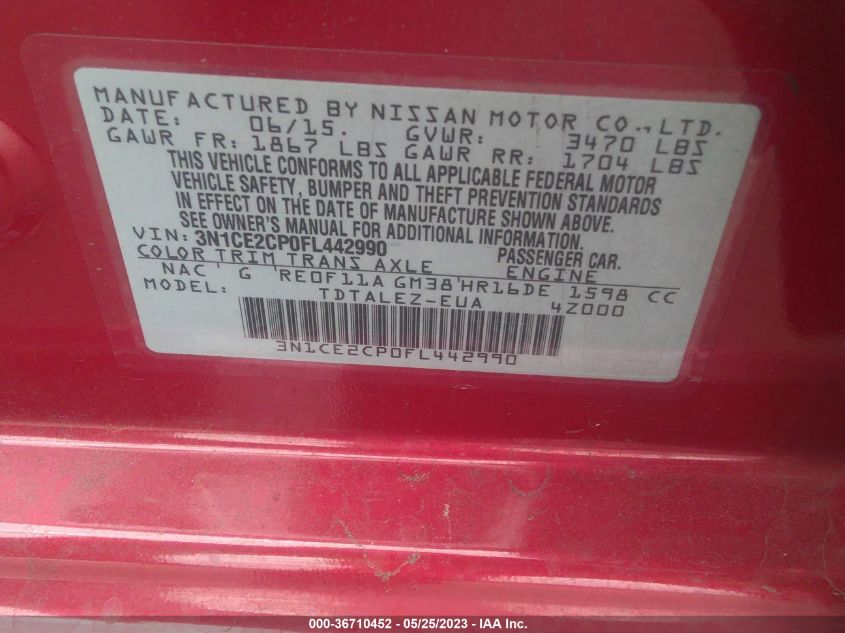 MANUFACTURED BY NISSAN MOTOR CO.,LTD.
DATE: 06/15. GVWR: 3470 LBS
GAWR FR: 1867 LBS GAWR RR: 1704 LBS
THIS VEHICLE CONFORMS TO ALL APPLICABLE FEDERAL MOTOR
VEHICLE SAFETY, BUMPER AND THEFT PREVENTION STANDARDS
IN EFFECT ON THE DATE OF MANUFACTURE SHOWN ABOVE.
SEE OWNER'S MANUAL FOR ADDITIONAL INFORMATION.
VIN: 3N1CE2CP0FL442990 PASSENGER CAR.
COLOR TRIM TRANS AXLE ENGINE
NAC ' G 'RE0F11A GM38'HR16DE 1598 CC
MODEL: TDTALEZ-EUA 4Z000
3N1CE2CP0FL442990
000-36710452 - 05/25/2023 - IAA Inc.